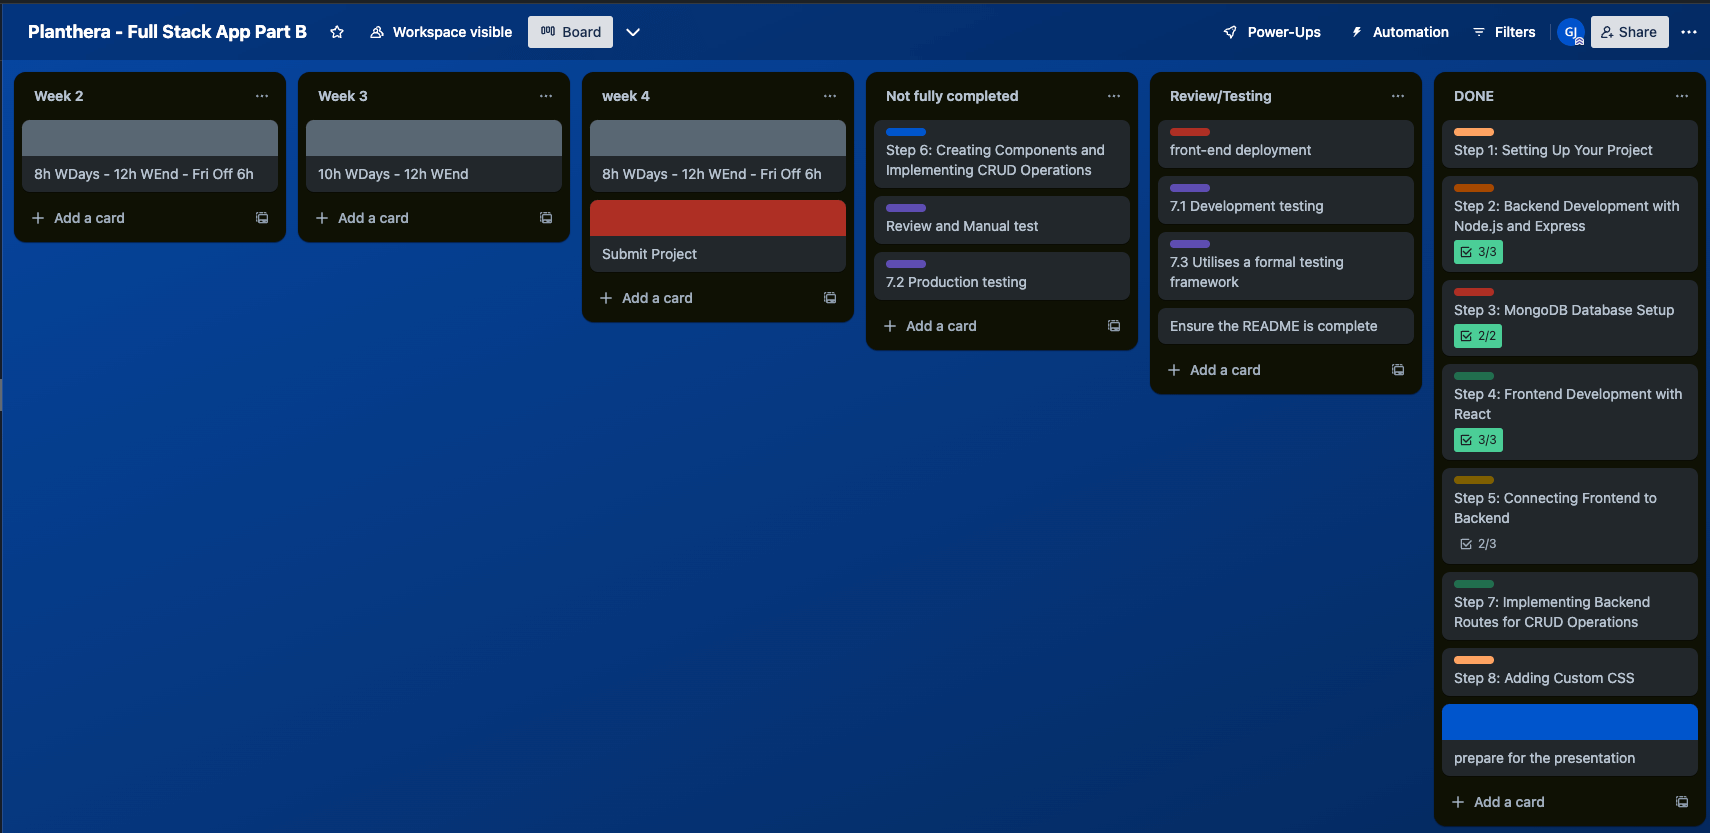 Planthera - Full Stack App Part B
Workspace visible
Board
Power-Ups
Automation
Filters
GJ
Share
Week 2
8h WDays - 12h WEnd - Fri Off 6h
Add a card
Week 3
10h WDays - 12h WEnd
Add a card
week 4
8h WDays - 12h WEnd - Fri Off 6h
Submit Project
Add a card
Not fully completed
Step 6: Creating Components and
Implementing CRUD Operations
Review and Manual test
7.2 Production testing
Add a card
Review/Testing
front-end deployment
7.1 Development testing
7.3 Utilises a formal testing
framework
Ensure the README is complete
Add a card
DONE
Step 1: Setting Up Your Project
Step 2: Backend Development with
Node.js and Express
3/3
Step 3: MongoDB Database Setup
2/2
Step 4: Frontend Development with
React
3/3
Step 5: Connecting Frontend to
Backend
2/3
Step 7: Implementing Backend
Routes for CRUD Operations
Step 8: Adding Custom CSS
prepare for the presentation
Add a card